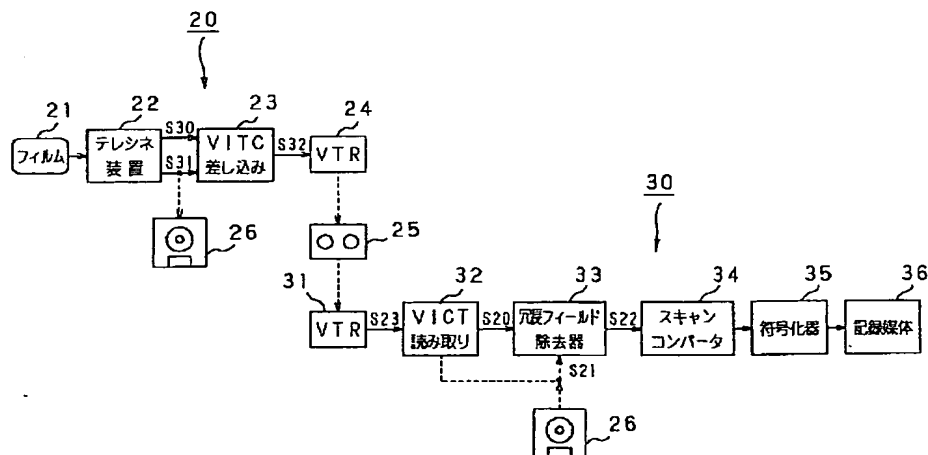 20
21
22
23
24
フィルム
テレシネ
装置
S30
S31
VITC
差し込み
S32
VTR
26
25
30
31
32
33
34
35
36
VTR
S23
VICT
読み取り
S20
冗長フィールド
除去器
S22
スキャン
コンバータ
符号化器
記録媒体
S21
26